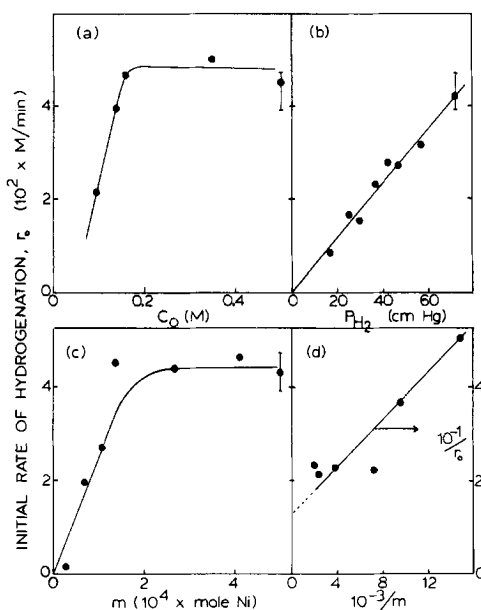 INITIAL RATE OF HYDROGENATION, r₀ (10² x M/min)
(a)
4
2
0
0
0.2
0.4
C₀ (M)
(b)
0
20
40
60
P_H₂ (cm Hg)
(c)
4
2
0
0
2
4
m (10⁴ x mole Ni)
(d)
10⁻¹/r₀
4
2
0
0
4
8
12
10⁻³/m